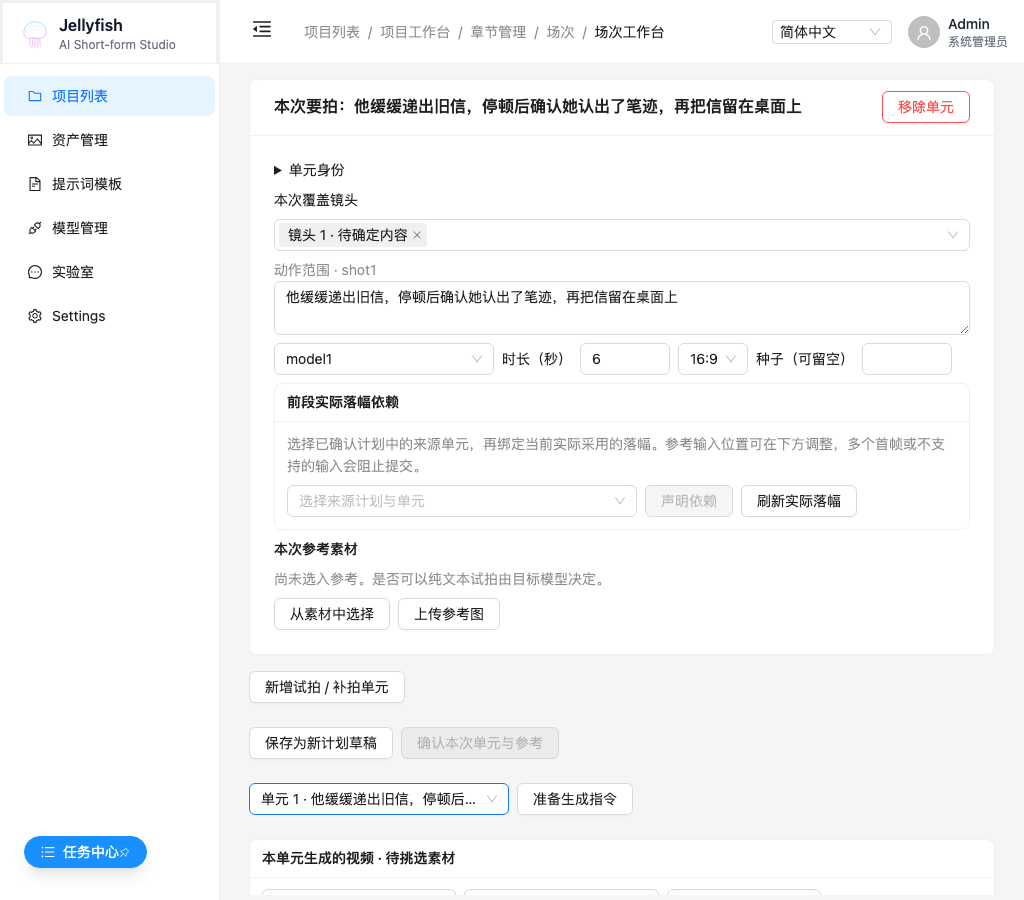 Jellyfish
AI Short-form Studio
项目列表
资产管理
提示词模板
模型管理
实验室
Settings
任务中心
项目列表 / 项目工作台 / 章节管理 / 场次 / 场次工作台
简体中文
Admin
系统管理员
本次要拍：他缓缓递出旧信，停顿后确认她认出了笔迹，再把信留在桌面上
移除单元
单元身份
本次覆盖镜头
镜头 1 · 待确定内容
动作范围 · shot1
他缓缓递出旧信，停顿后确认她认出了笔迹，再把信留在桌面上
model1 时长（秒） 6 16:9 种子（可留空）
前段实际落幅依赖
选择已确认计划中的来源单元，再绑定当前实际采用的落幅。参考输入位置可在下方调整，多个首帧或不支
持的输入会阻止提交。
选择来源计划与单元 声明依赖 刷新实际落幅
本次参考素材
尚未选入参考。是否可以纯文本试拍由目标模型决定。
从素材中选择 上传参考图
新增试拍 / 补拍单元
保存为新计划草稿 确认本次单元与参考
单元 1 · 他缓缓递出旧信，停顿后... 准备生成指令
本单元生成的视频 · 待挑选素材